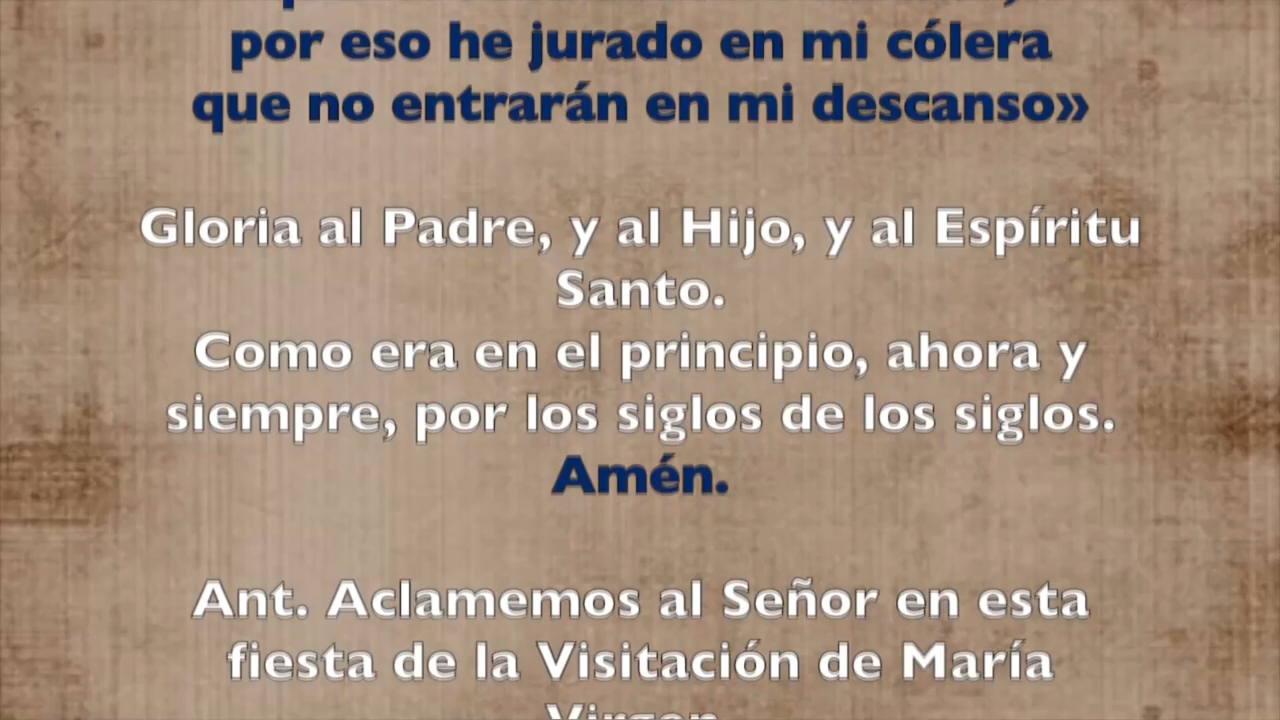 por eso he jurado en mi cólera
que no entrarán en mi descanso»
Gloria al Padre, y al Hijo, y al Espíritu
Santo.
Como era en el principio, ahora y
siempre, por los siglos de los siglos.
Amén.
Ant. Aclamemos al Señor en esta
fiesta de la Visitación de María